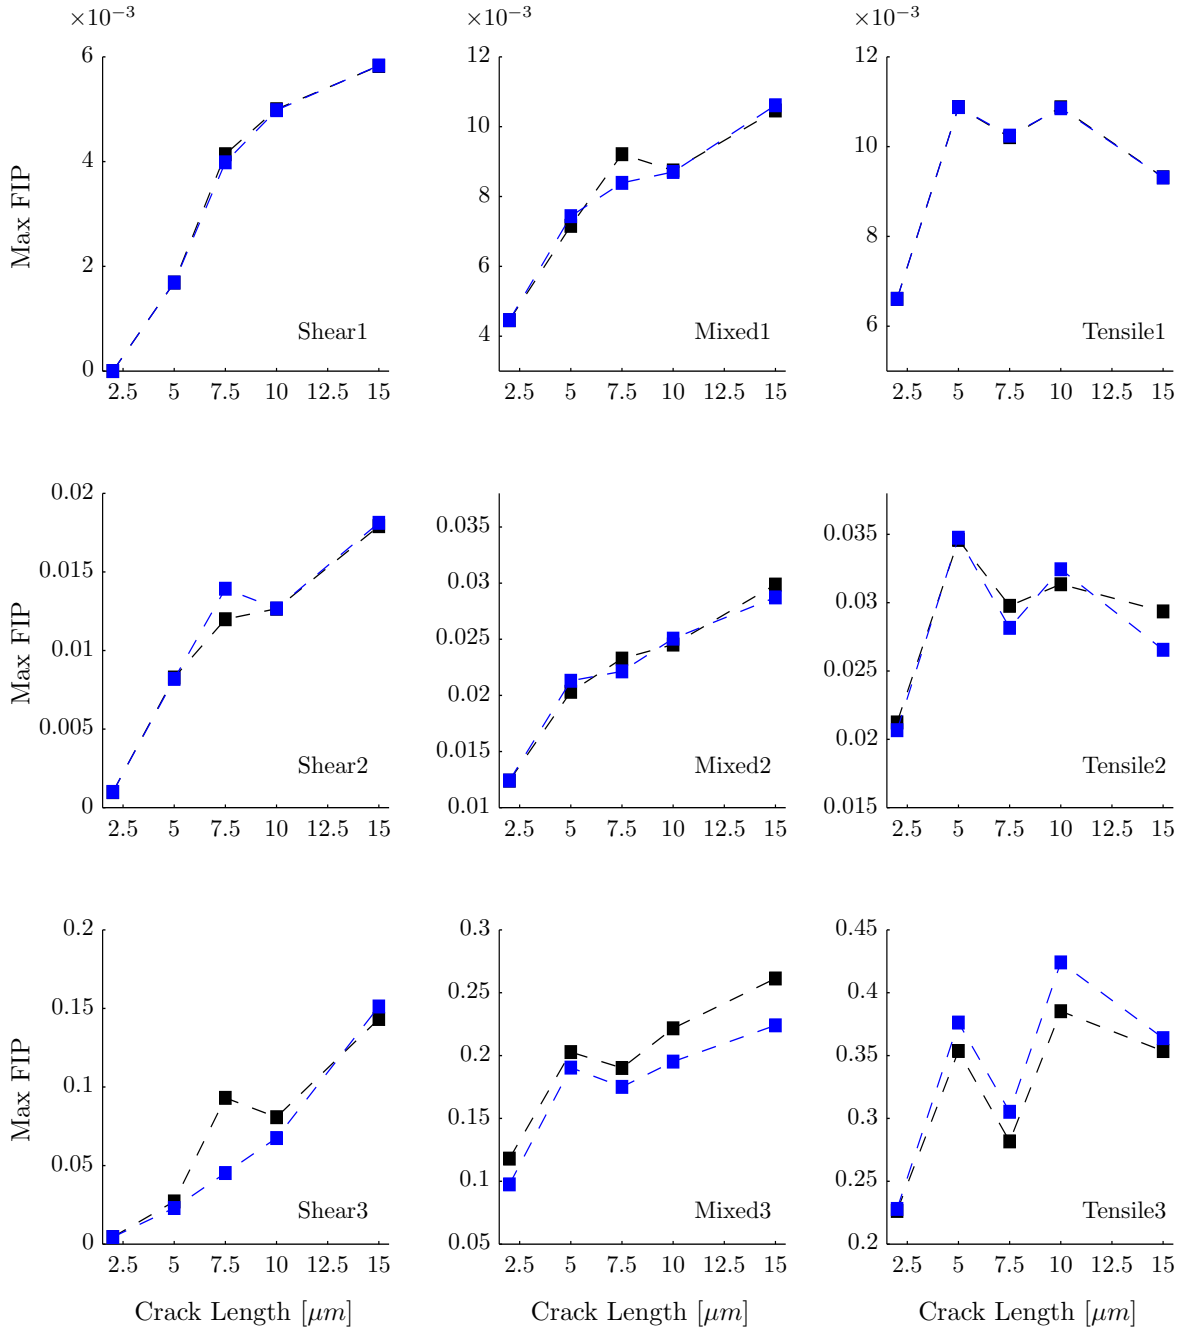 ×10⁻³ ×10⁻³ ×10⁻³
6 12 12
10 10
4 8 8
2 6 6
4
0
Max FIP
Shear1 Mixed1 Tensile1
2.5 5 7.5 10 12.5 15 2.5 5 7.5 10 12.5 15 2.5 5 7.5 10 12.5 15
0.02 0.035 0.035
0.015 0.03 0.03
0.01 0.025 0.025
0.005 0.02 0.02
0 0.015 0.015
0.01
Max FIP
Shear2 Mixed2 Tensile2
2.5 5 7.5 10 12.5 15 2.5 5 7.5 10 12.5 15 2.5 5 7.5 10 12.5 15
0.2 0.3 0.45
0.15 0.25 0.4
0.1 0.2 0.35
0.05 0.15 0.3
0 0.1 0.25
0.05 0.2
Max FIP
Shear3 Mixed3 Tensile3
2.5 5 7.5 10 12.5 15 2.5 5 7.5 10 12.5 15 2.5 5 7.5 10 12.5 15
Crack Length [μm] Crack Length [μm] Crack Length [μm]